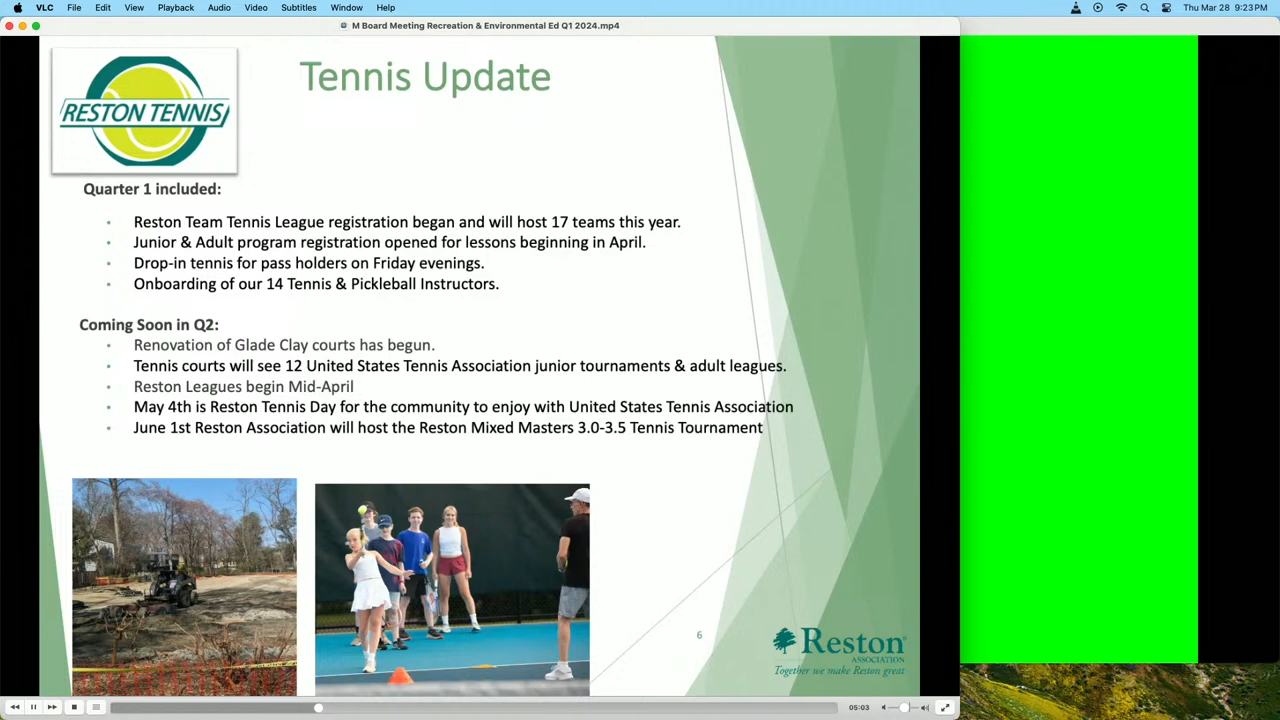 VLC File Edit View Playback Audio Video Subtitles Window Help Thu Mar 28 9:23 PM
M Board Meeting Recreation & Environmental Ed Q1 2024.mp4
Tennis Update
RESTON TENNIS
Quarter 1 included:
• Reston Team Tennis League registration began and will host 17 teams this year.
• Junior & Adult program registration opened for lessons beginning in April.
• Drop-in tennis for pass holders on Friday evenings.
• Onboarding of our 14 Tennis & Pickleball Instructors.
Coming Soon in Q2:
• Renovation of Glade Clay courts has begun.
• Tennis courts will see 12 United States Tennis Association junior tournaments & adult leagues.
• Reston Leagues begin Mid-April
• May 4th is Reston Tennis Day for the community to enjoy with United States Tennis Association
• June 1st Reston Association will host the Reston Mixed Masters 3.0-3.5 Tennis Tournament
6
Reston®
ASSOCIATION
Together we make Reston great
05:03